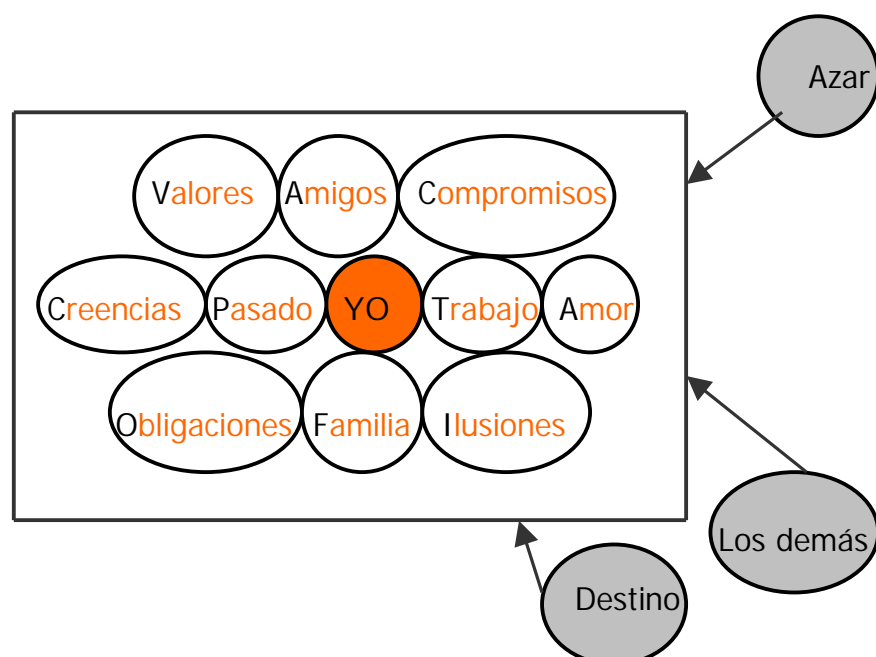 Azar
Valores Amigos Compromisos
Creencias Pasado YO Trabajo Amor
Obligaciones Familia Ilusiones
Los demás
Destino